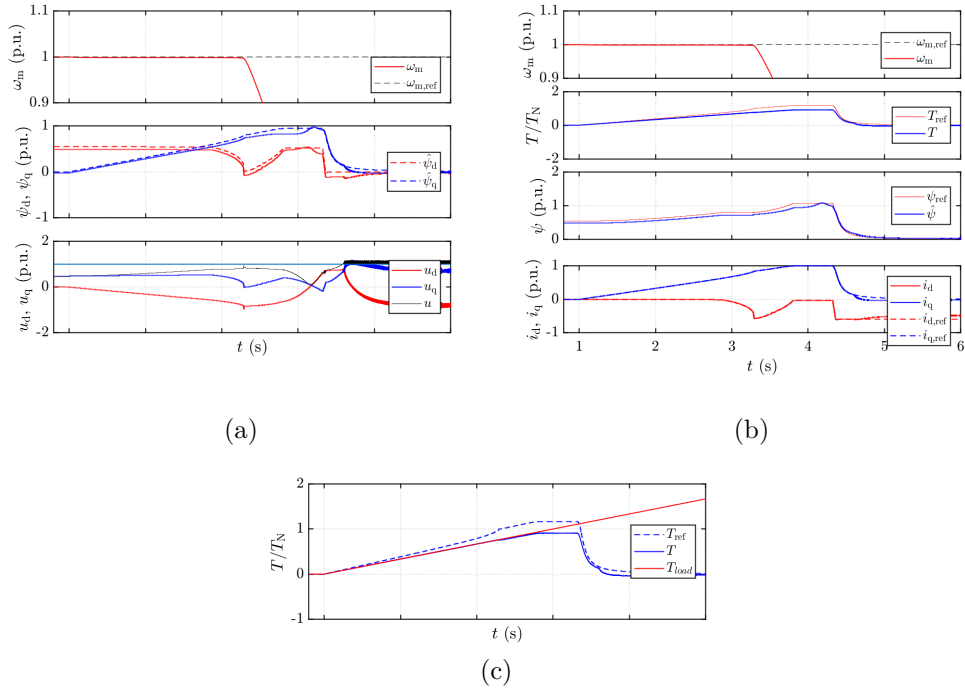 1.1
1
0.9
ω_m (p.u.)
ω_m
ω_m,ref
1
0
1
ψ_d, ψ_q (p.u.)
ψ̂_d
ψ̂_q
2
1
0
-2
u_d, u_q (p.u.)
u_d
u_q
u
t (s)
(a)
1.1
1
0.9
ω_m (p.u.)
ω_m,ref
ω_m
2
0
2
T/T_N
T_ref
T
2
1
0
ψ (p.u.)
ψ_ref
ψ̂
1
0
-1
i_d, i_q (p.u.)
i_d
i_q
i_d,ref
i_q,ref
1 2 3 4 5 6
t (s)
(b)
2
1
0
-1
T/T_N
T_ref
T
T_load
t (s)
(c)